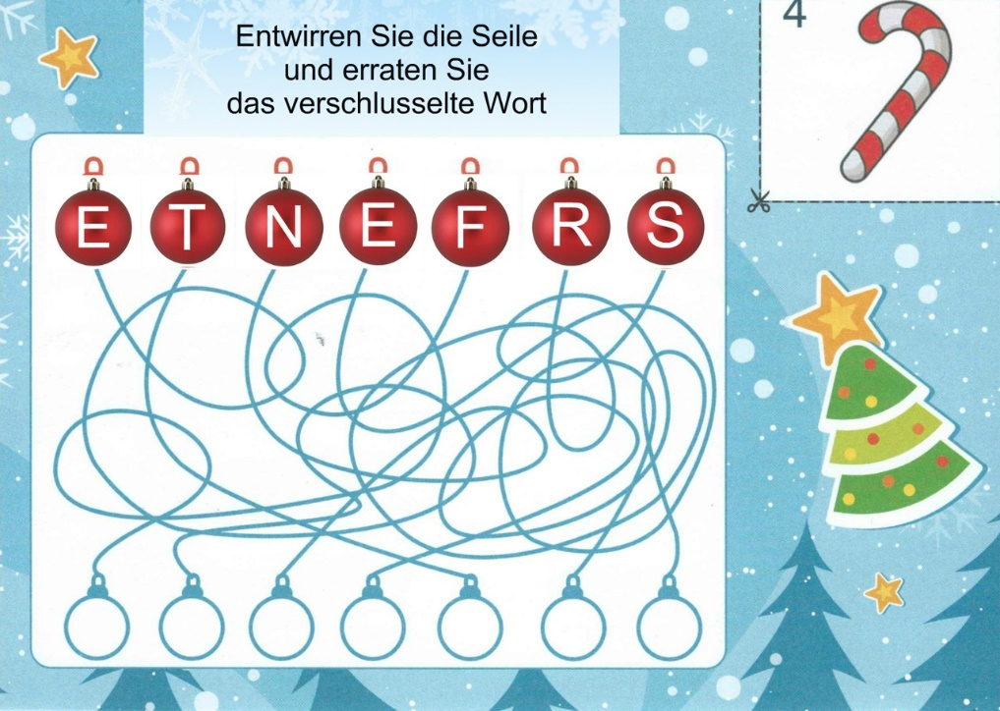 Entwirren Sie die Seile
und erraten Sie
das verschlusselte Wort
4
E T N E F R S